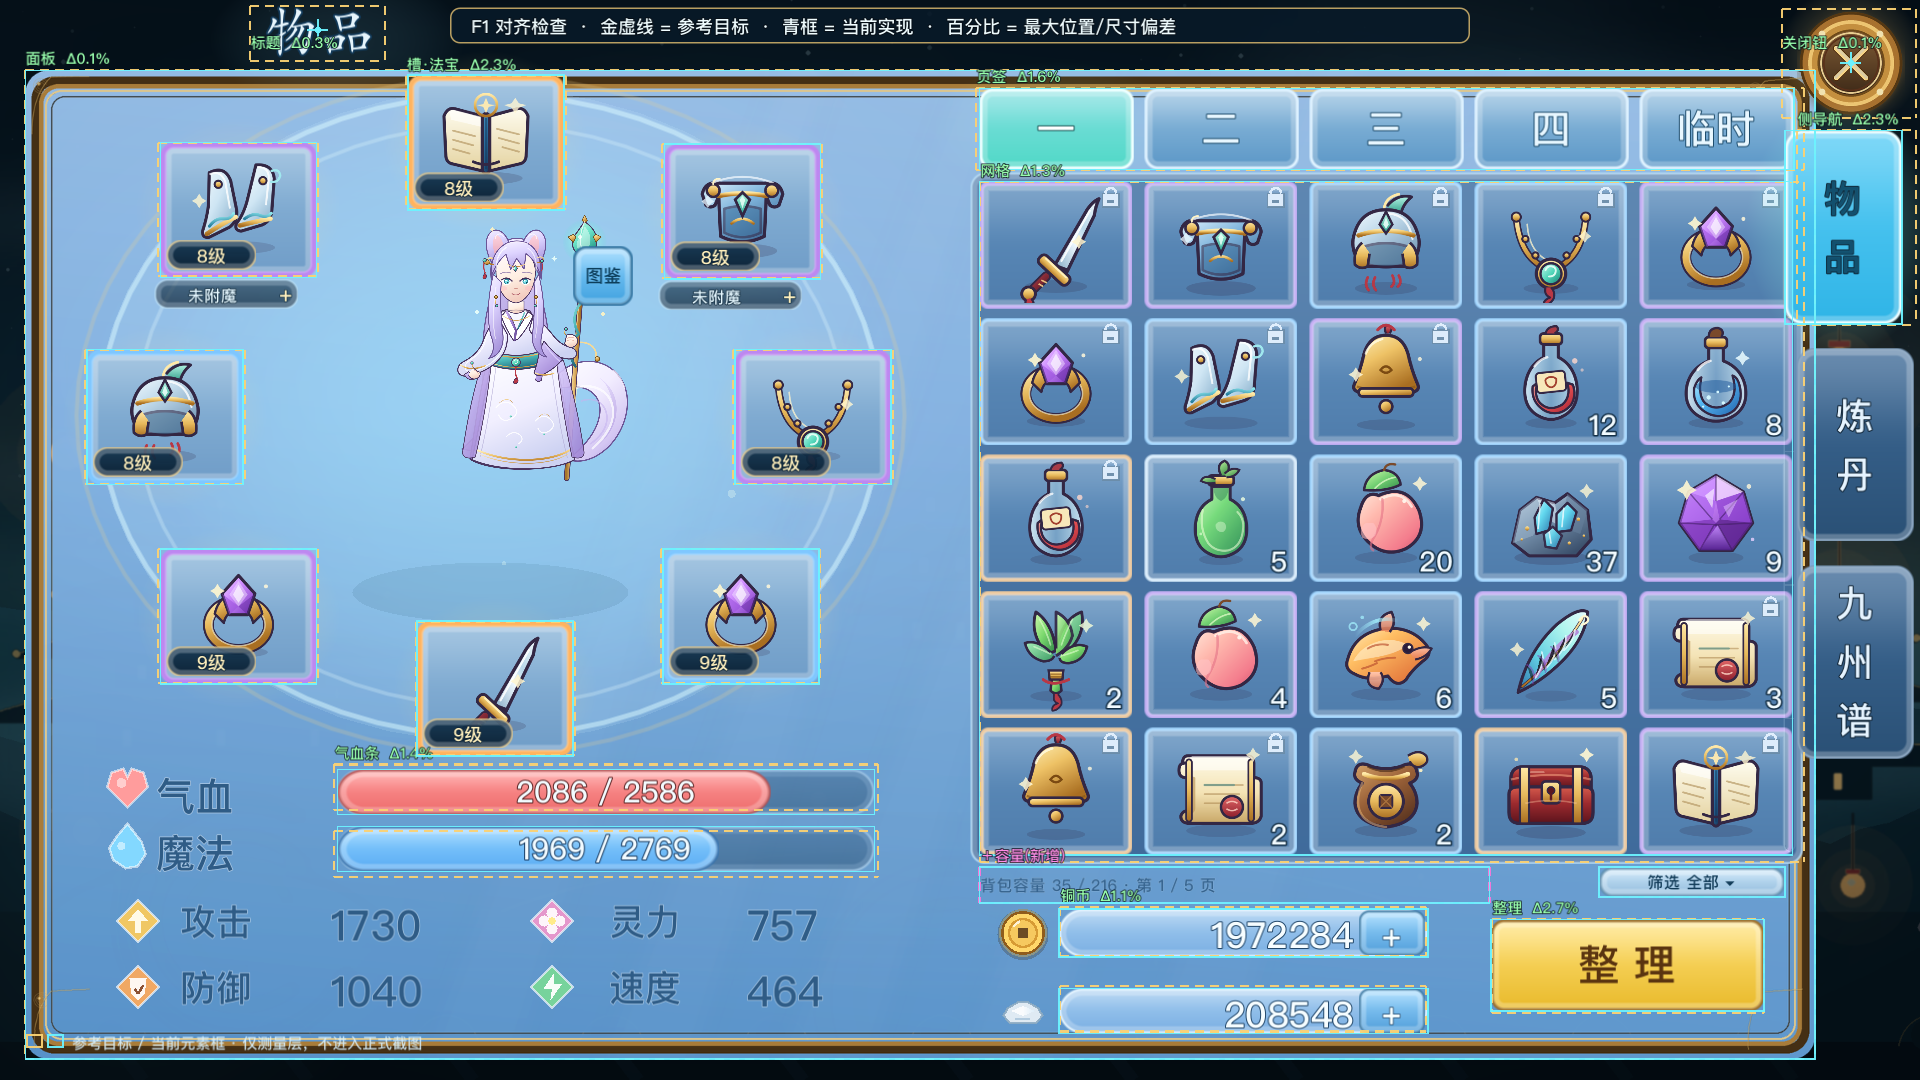 物品
F1 对齐检查 · 金虚线 = 参考目标 · 青框 = 当前实现 · 百分比 = 最大位置/尺寸偏差
标题 Δ0.3%
关闭钮 Δ0.1%
面板 Δ0.1%
槽·法宝 Δ2.3%
页签 Δ1.6%
侧导航 Δ2.3%
一
二
三
四
临时
网格 Δ1.3%
8级
8级
未附魔 +
8级
未附魔 +
图鉴
8级
8级
9级
9级
9级
物品
炼丹
九州谱
12
8
5
20
37
9
2
4
6
5
3
2
2
气血条 Δ1.4%
气血
2086 / 2586
魔法
1969 / 2769
攻击 1730
灵力 757
防御 1040
速度 464
+容量(新增)
背包容量 35 / 216 · 第 1 / 5 页
筛选 全部
铜币 Δ1.1%
1972284 +
整理 Δ2.7%
整理
208548 +
参考目标 / 当前元素框 · 仅测量层，不进入正式截图